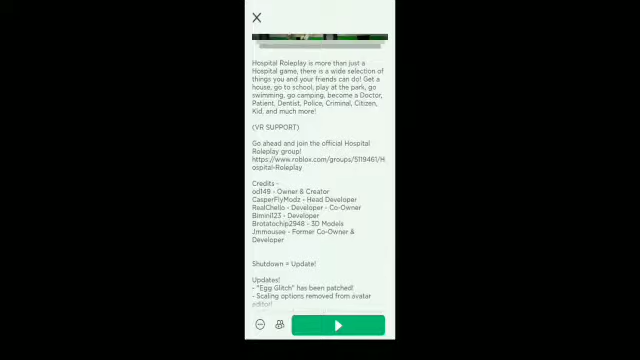 Hospital Roleplay is more than just a
Hospital game, there is a wide selection of
things you and your friends can do! Get a
house, go to school, play at the park, go
swimming, go camping, become a Doctor,
Patient, Dentist, Police, Criminal, Citizen,
Kid, and much more!
(VR SUPPORT)
Go ahead and join the official Hospital
Roleplay group!
https://www.roblox.com/groups/5119461/H
ospital-Roleplay
Credits -
od149 - Owner & Creator
CasperFlyModz - Head Developer
RealChello - Developer - Co-Owner
Bimini123 - Developer
Brotatochip2948 - 3D Models
Jmmousae - Former Co-Owner &
Developer
Shutdown = Update!
Updates!
- "Egg Glitch" has been patched!
- Scaling options removed from avatar
editor!